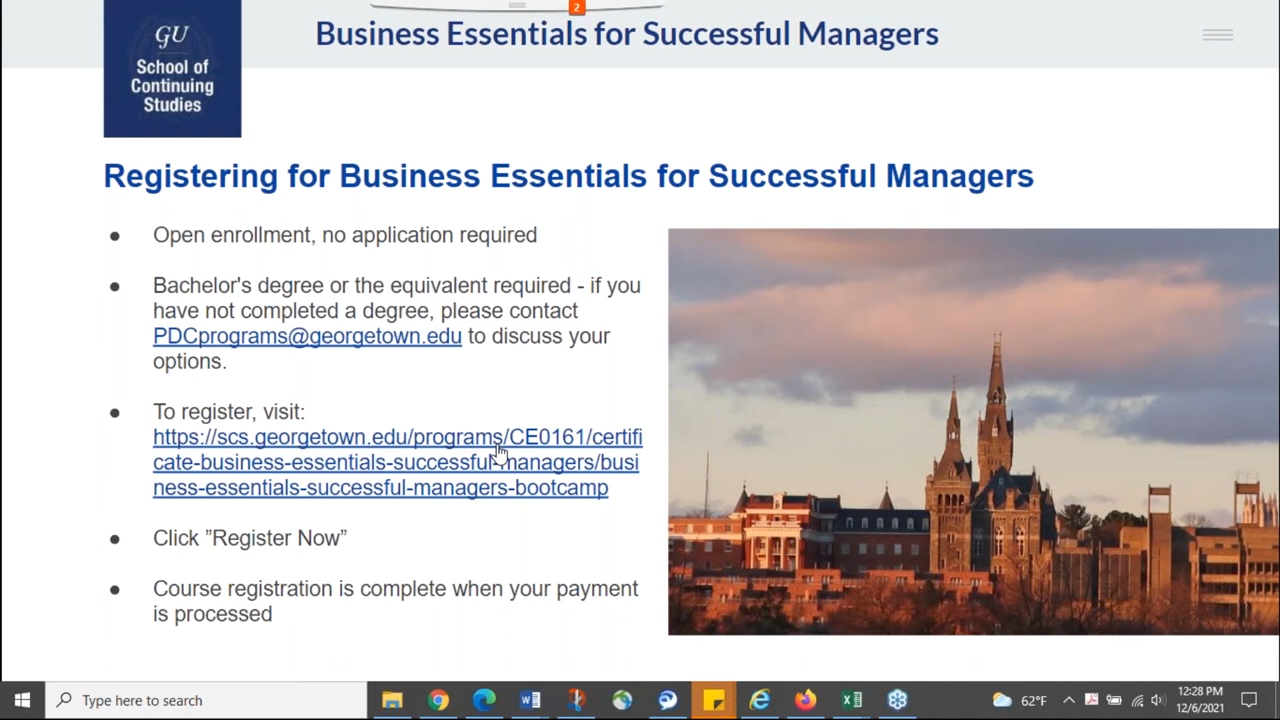 2
Business Essentials for Successful Managers
GU
School of
Continuing
Studies
Registering for Business Essentials for Successful Managers
● Open enrollment, no application required
● Bachelor's degree or the equivalent required - if you
have not completed a degree, please contact
PDCprograms@georgetown.edu to discuss your
options.
● To register, visit:
https://scs.georgetown.edu/programs/CE0161/certifi
cate-business-essentials-successful-managers/busi
ness-essentials-successful-managers-bootcamp
● Click ”Register Now”
● Course registration is complete when your payment
is processed
Type here to search
62°F
12:28 PM
12/6/2021